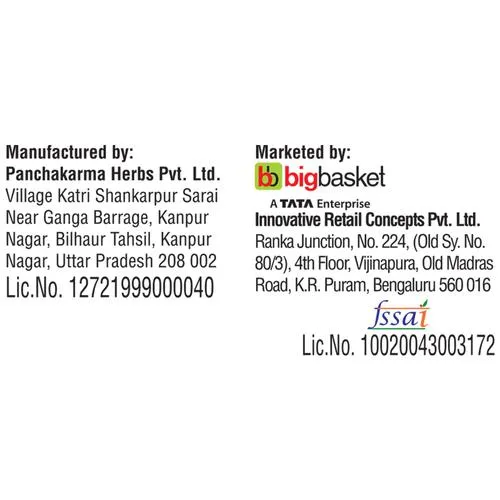 Manufactured by:
Panchakarma Herbs Pvt. Ltd.
Village Katri Shankarpur Sarai
Near Ganga Barrage, Kanpur
Nagar, Bilhaur Tahsil, Kanpur
Nagar, Uttar Pradesh 208 002
Lic.No. 12721999000040
Marketed by:
bb bigbasket
A TATA Enterprise
Innovative Retail Concepts Pvt. Ltd.
Ranka Junction, No. 224, (Old Sy. No.
80/3), 4th Floor, Vijinapura, Old Madras
Road, K.R. Puram, Bengaluru 560 016
fssai
Lic.No. 10020043003172